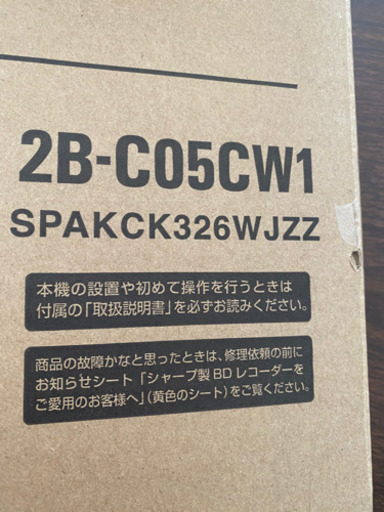 2B-C05CW1
SPAKCK326WJZZ
本機の設置や初めて操作を行うときは
付属の「取扱説明書」を必ずお読みください。
商品の故障かなと思ったときは、修理依頼の前に
お知らせシート「シャープ製BDレコーダーを
ご愛用のお客様へ」(黄色のシート)をご覧ください。